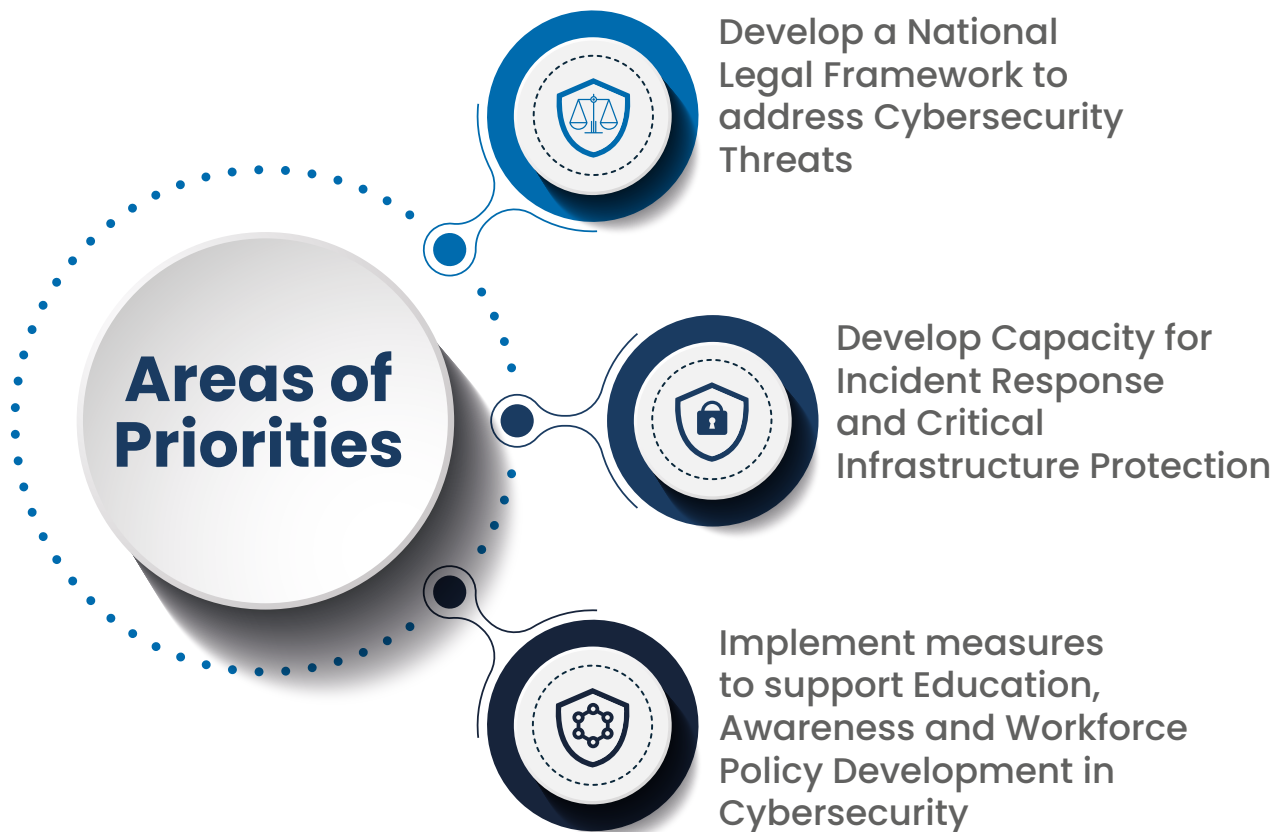 Develop a National
Legal Framework to
address Cybersecurity
Threats
Areas of
Priorities
Develop Capacity for
Incident Response
and Critical
Infrastructure Protection
Implement measures
to support Education,
Awareness and Workforce
Policy Development in
Cybersecurity